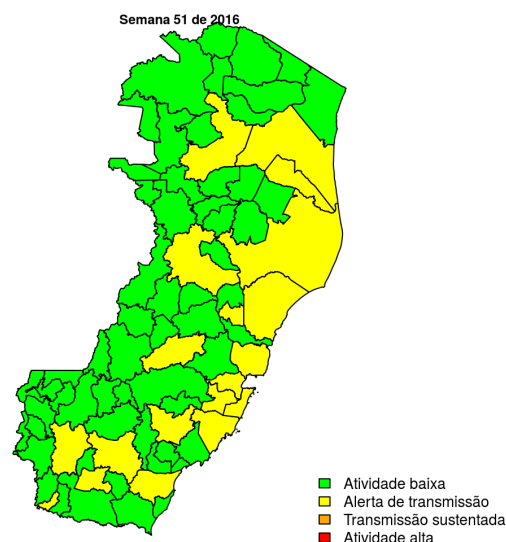 Semana 51 de 2016
Atividade baixa
Alerta de transmissão
Transmissão sustentada
Atividade alta